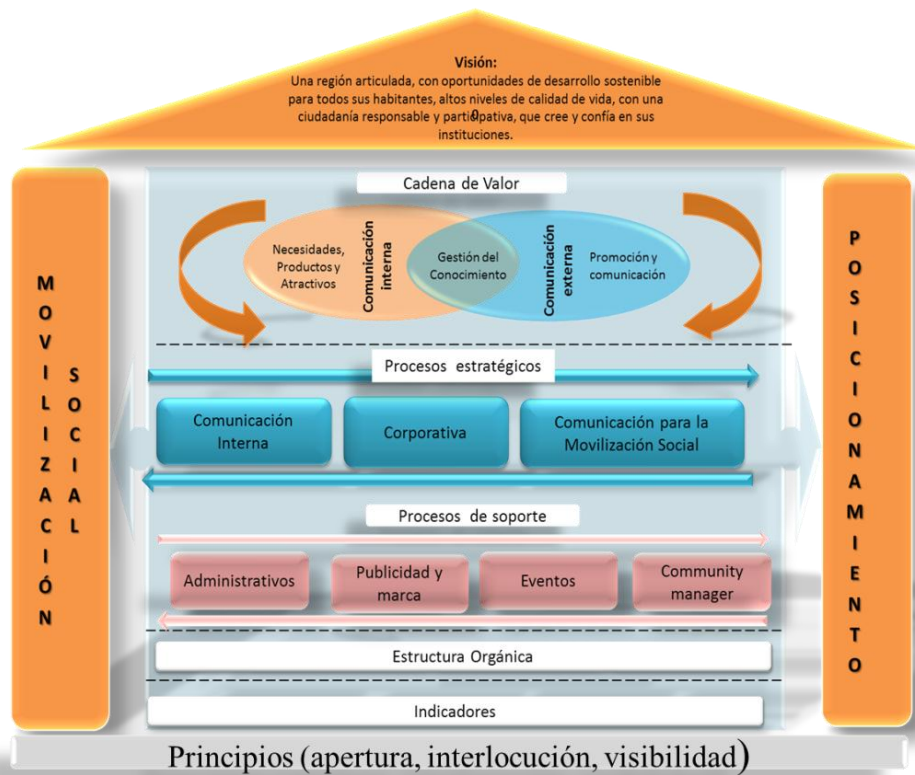 Visión:
Una región articulada, con oportunidades de desarrollo sostenible
para todos sus habitantes, altos niveles de calidad de vida, con una
ciudadanía responsable y participativa, que cree y confía en sus
instituciones.
o
MOVILIZACIÓN
SOCIAL
Cadena de Valor
Necesidades,
Productos y
Atractivos
Comunicación
interna
Gestión del
Conocimiento
Comunicación
externa
Promoción y
comunicación
Procesos estratégicos
Comunicación
Interna
Corporativa
Comunicación para la
Movilización Social
Procesos de soporte
Administrativos
Publicidad y
marca
Eventos
Community
manager
Estructura Orgánica
Indicadores
POSICIONAMIENTO
Principios (apertura, interlocución, visibilidad)